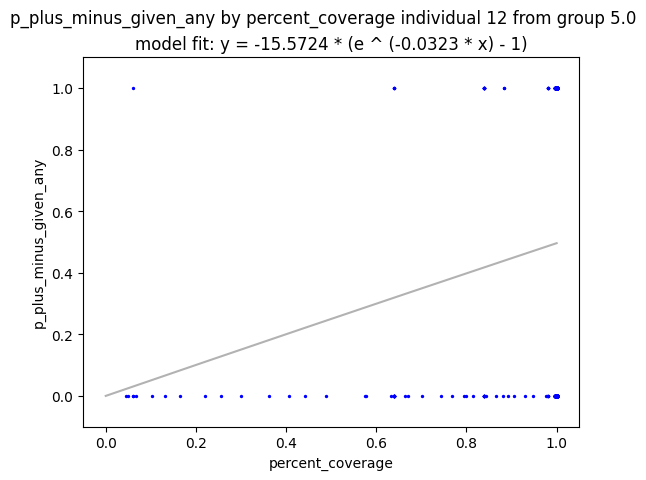 p_plus_minus_given_any by percent_coverage individual 12 from group 5.0
model fit: y = -15.5724 * (e ^ (-0.0323 * x) - 1)
p_plus_minus_given_any
1.0
0.8
0.6
0.4
0.2
0.0
0.0 0.2 0.4 0.6 0.8 1.0
percent_coverage